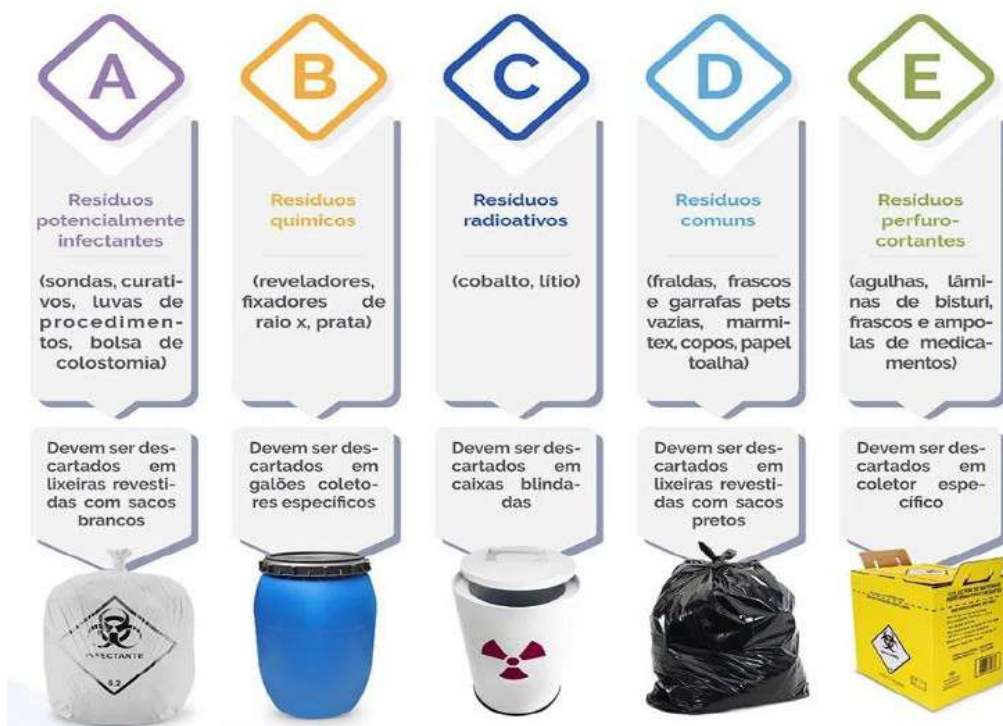 A
B
C
D
E
Resíduos
potencialmente
infectantes
(sondas, curati-
vos, luvas de
procedimen-
tos, bolsa de
colostomia)
Resíduos
químicos
(reveladores,
fixadores de
raio x, prata)
Resíduos
radioativos
(cobalto, lítio)
Resíduos
comuns
(fraldas, frascos
e garrafas pets
vazias, marmi-
tex, copos, papel
toalha)
Resíduos
perfuro-
cortantes
(agulhas, lâmi-
nas de bisturi,
frascos e ampo-
las de medica-
mentos)
Devem ser des-
cartados em
lixeiras revesti-
das com sacos
brancos
Devem ser des-
cartados em
galões coleto-
res específicos
Devem ser des-
cartados em
caixas blinda-
das
Devem ser des-
cartados em
lixeiras revesti-
das com sacos
pretos
Devem ser des-
cartados em
coletor espe-
cífico
INFECTANTE
6.2